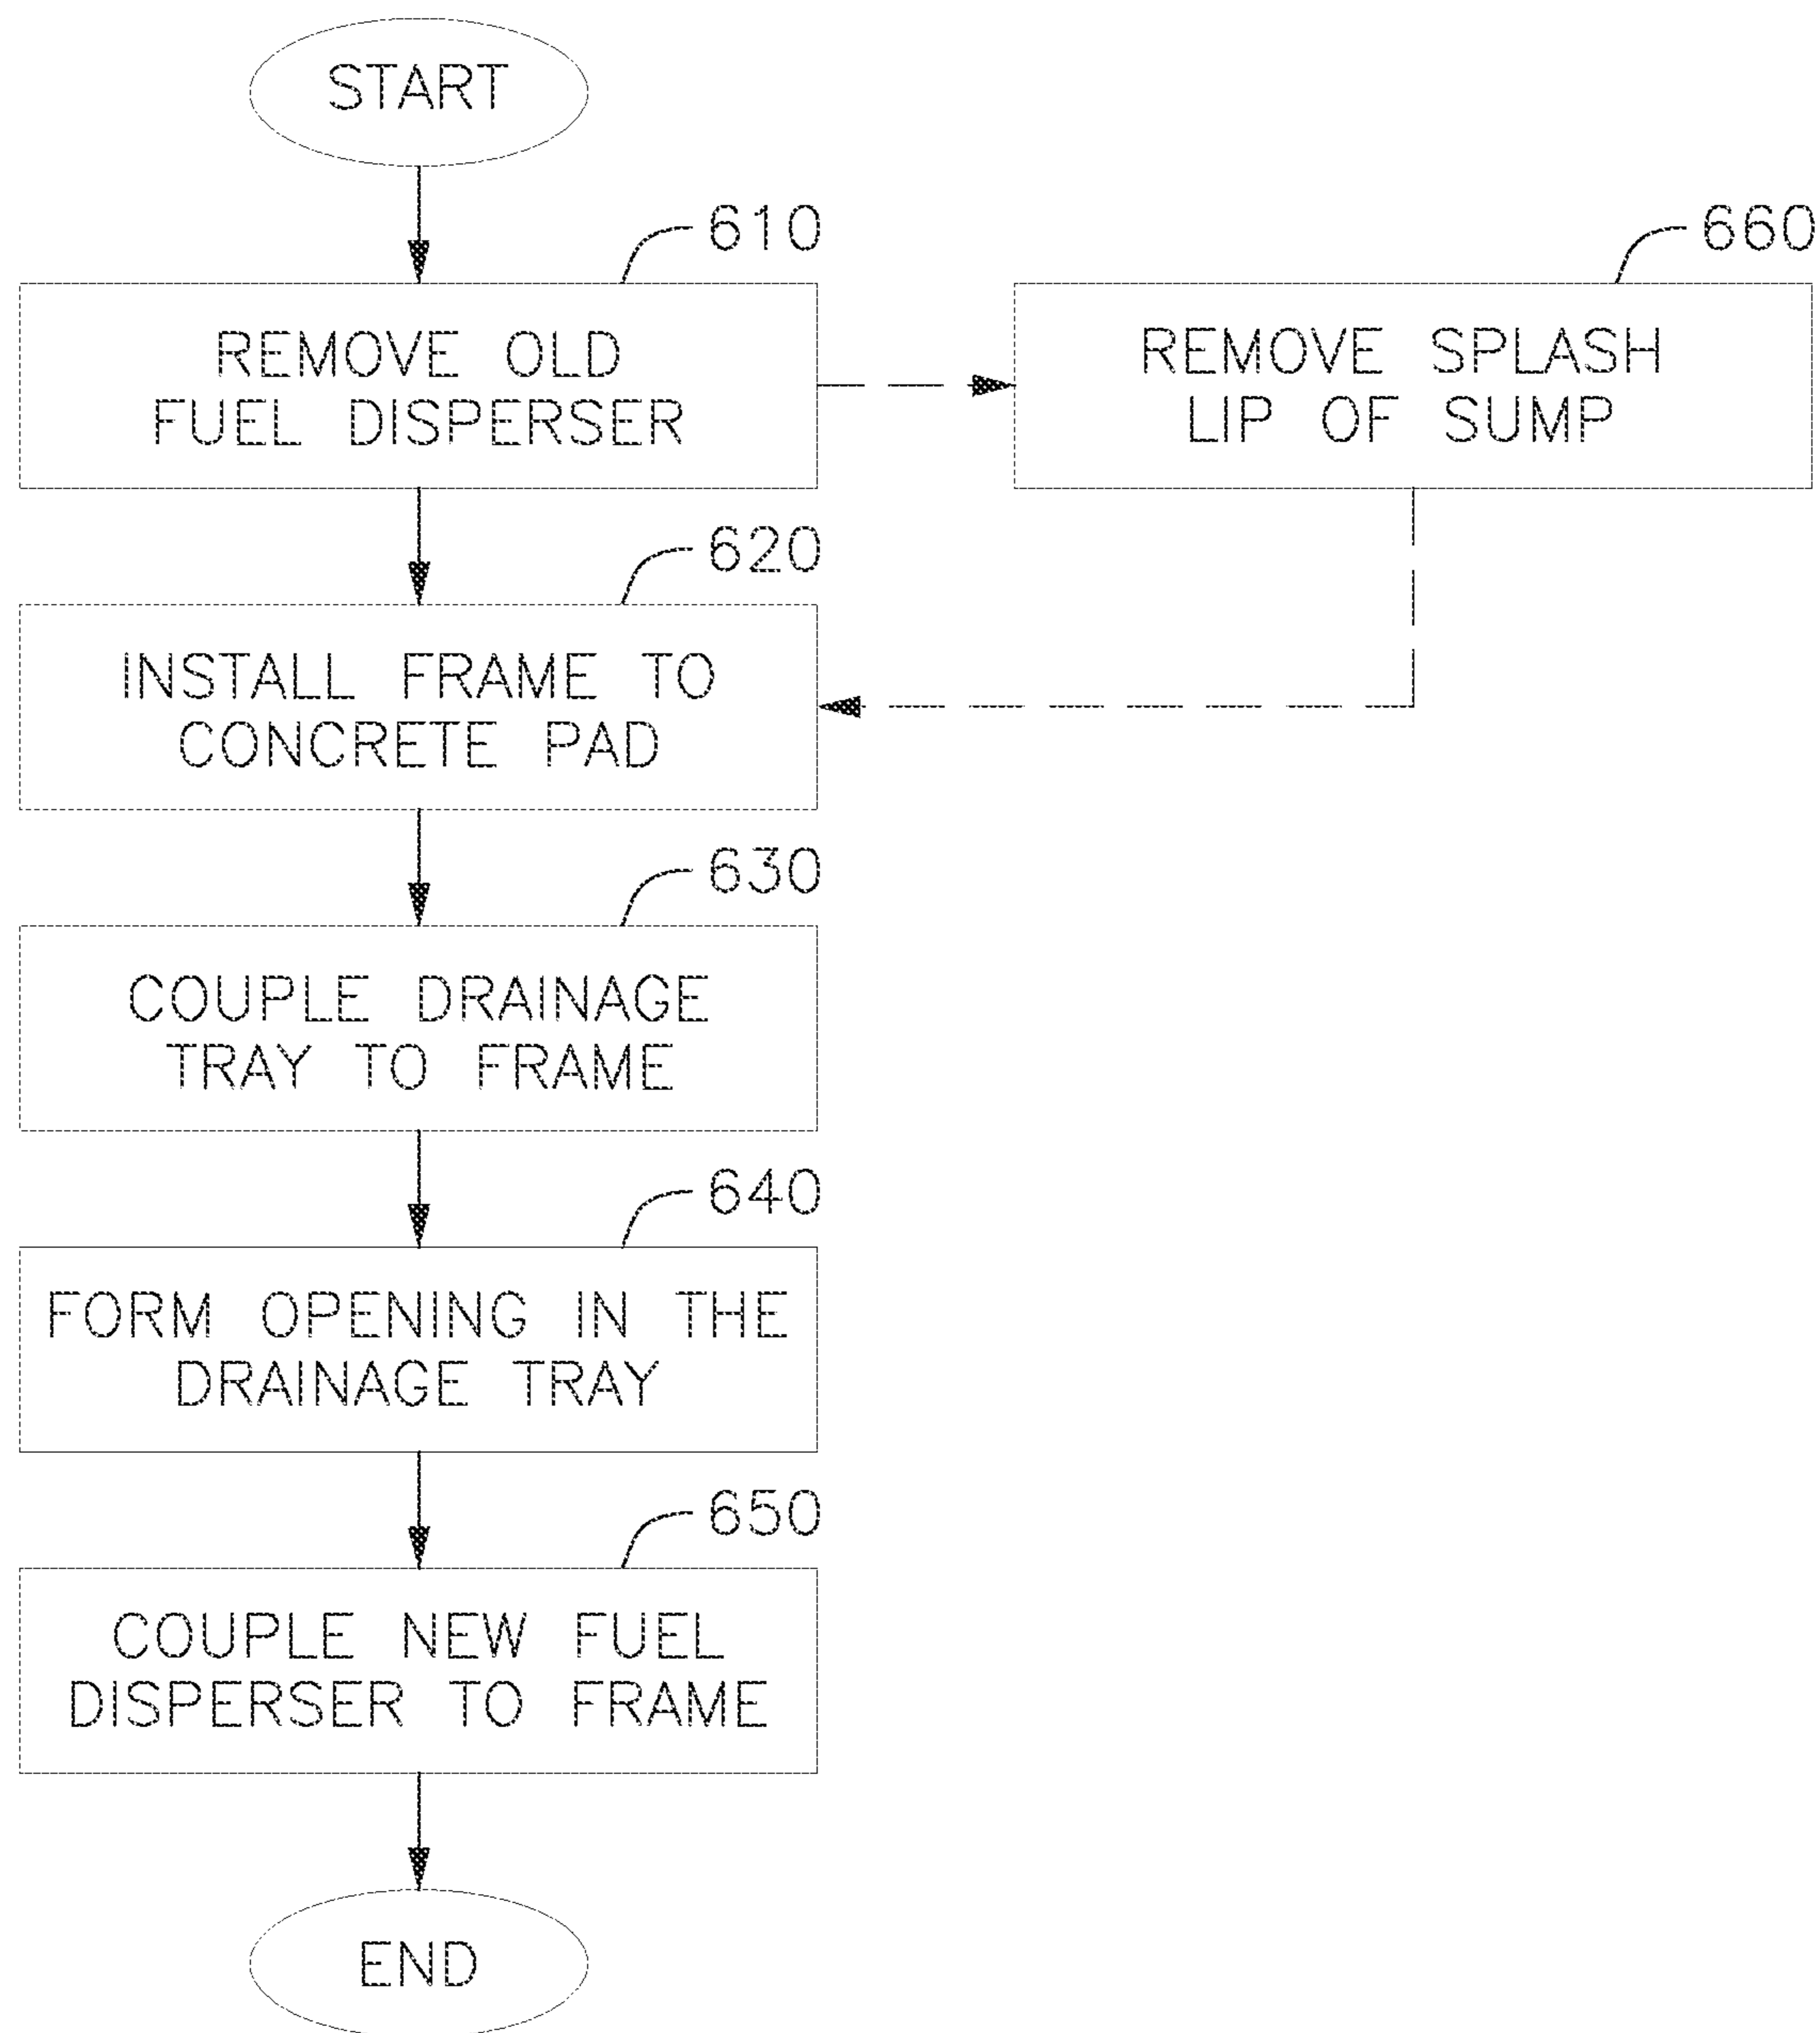 START
610
REMOVE OLD
FUEL DISPERSER
660
REMOVE SPLASH
LIP OF SUMP
620
INSTALL FRAME TO
CONCRETE PAD
630
COUPLE DRAINAGE
TRAY TO FRAME
640
FORM OPENING IN THE
DRAINAGE TRAY
650
COUPLE NEW FUEL
DISPERSER TO FRAME
END